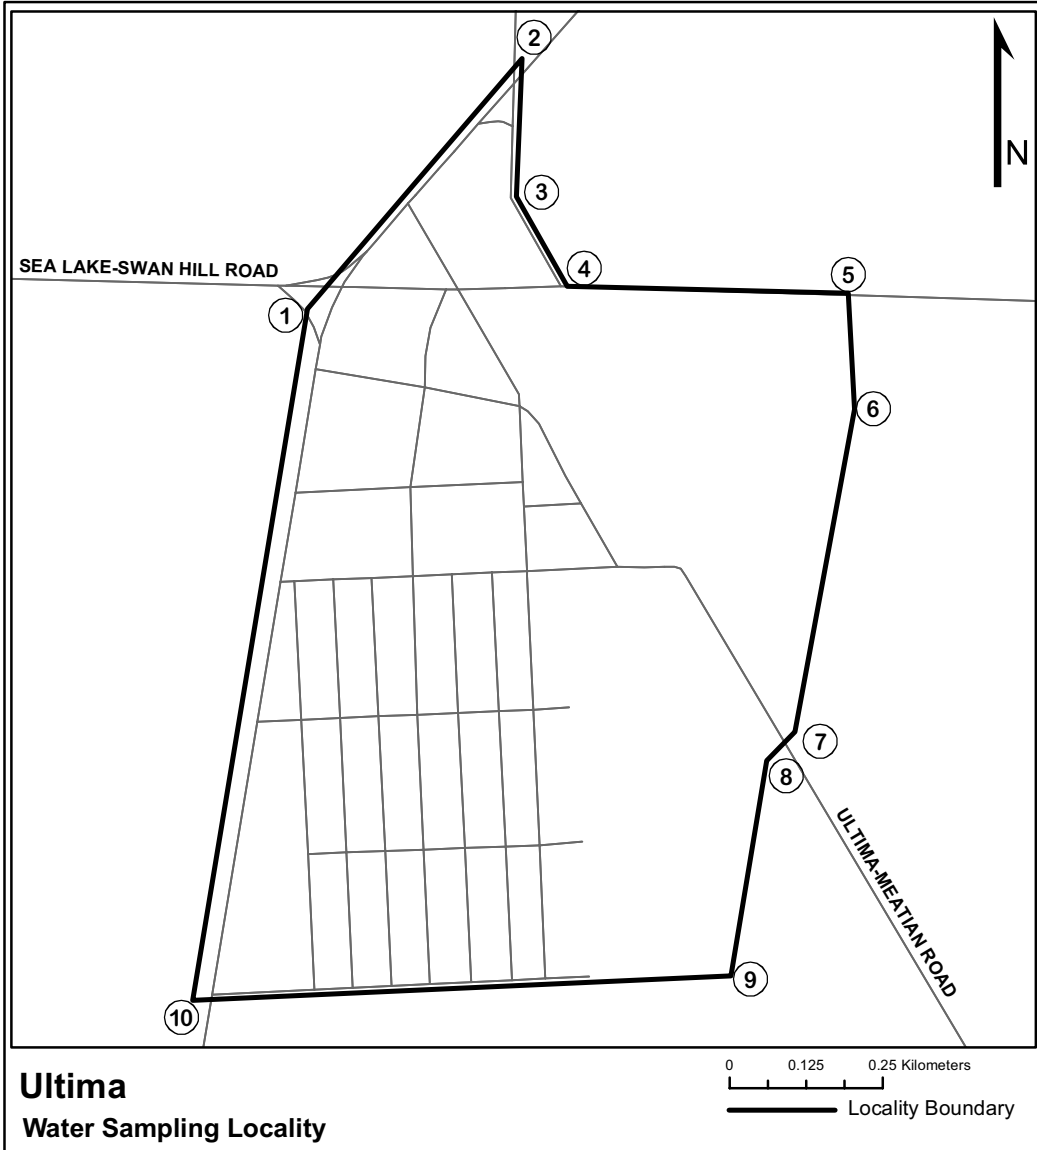 2
N
3
SEA LAKE-SWAN HILL ROAD
4
5
1
6
7
8
ULTIMA-MEATIAN ROAD
9
10
Ultima
Water Sampling Locality
0 0.125 0.25 Kilometers
Locality Boundary